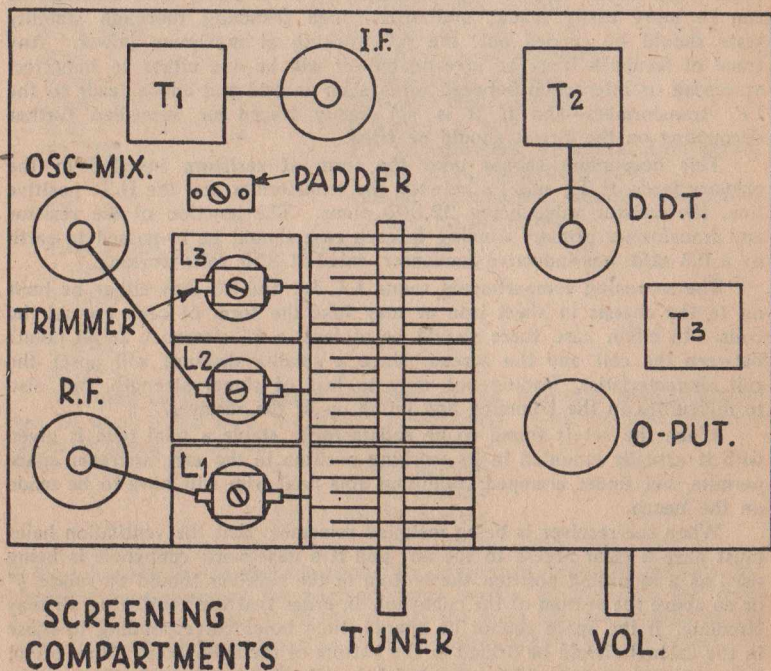 I.F.
T1
T2
OSC-MIX.
PADDER
D.D.T.
L3
TRIMMER
T3
L2
R.F.
O-PUT.
L1
SCREENING
COMPARTMENTS
TUNER
VOL.